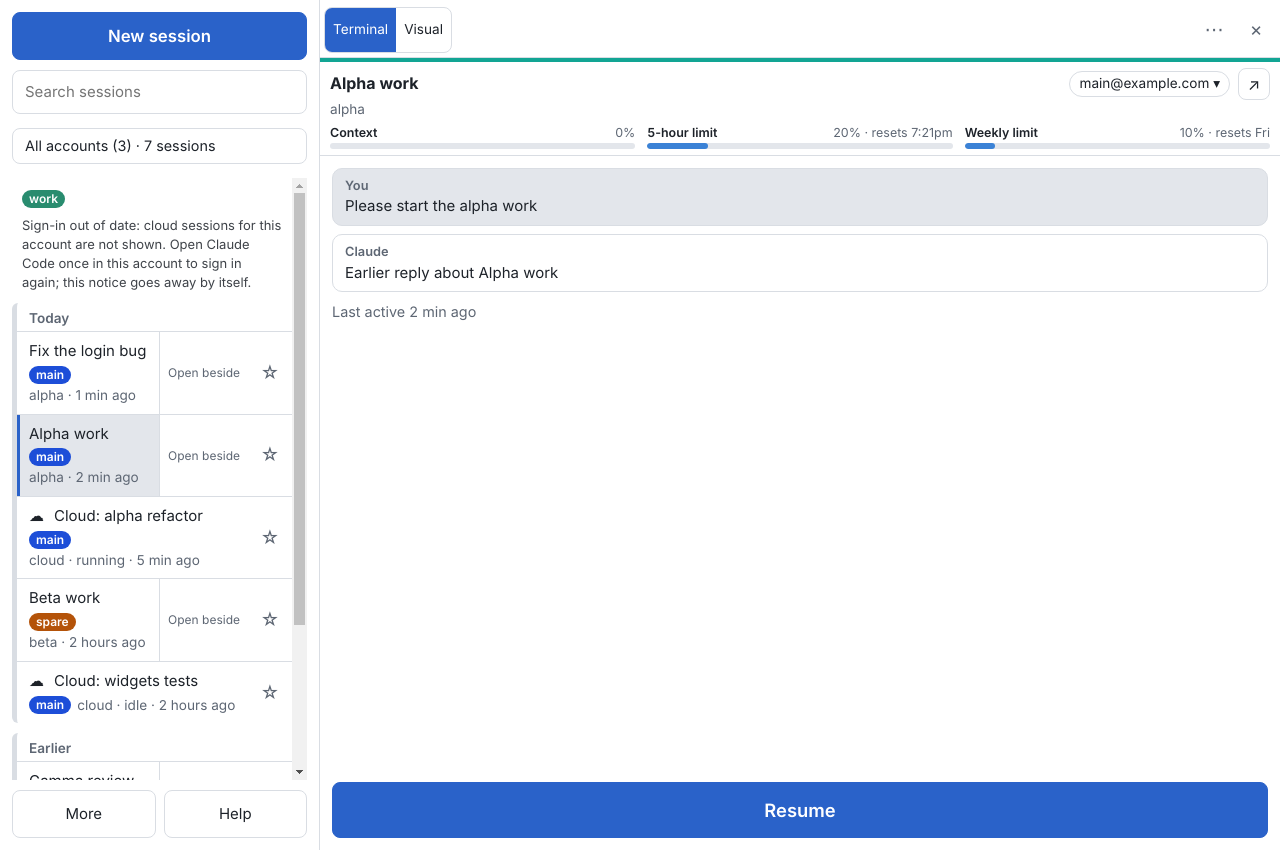 New session
Search sessions
All accounts (3) · 7 sessions
work
Sign-in out of date: cloud sessions for this
account are not shown. Open Claude
Code once in this account to sign in
again; this notice goes away by itself.
Today
Fix the login bug
main
alpha · 1 min ago
Open beside
Alpha work
main
alpha · 2 min ago
Open beside
Cloud: alpha refactor
main
cloud · running · 5 min ago
Beta work
spare
beta · 2 hours ago
Open beside
Cloud: widgets tests
main cloud · idle · 2 hours ago
Earlier
Gamma review
More
Help
Terminal
Visual
Alpha work
main@example.com ▾
alpha
Context 0%
5-hour limit 20% · resets 7:21pm
Weekly limit 10% · resets Fri
You
Please start the alpha work
Claude
Earlier reply about Alpha work
Last active 2 min ago
Resume